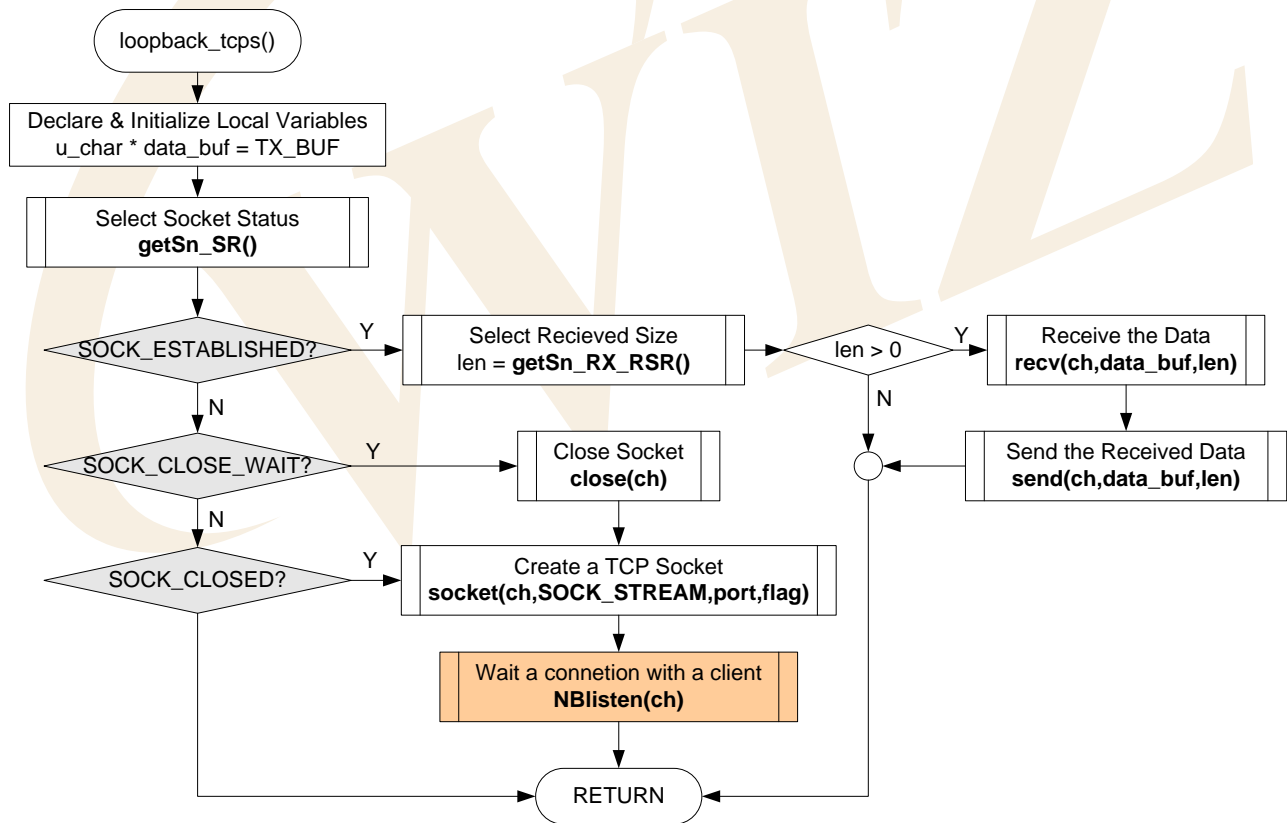 loopback_tcps()
Declare & Initialize Local Variables
u_char * data_buf = TX_BUF
Select Socket Status
getSn_SR()
SOCK_ESTABLISHED?
Y
Select Recieved Size
len = getSn_RX_RSR()
len > 0
Y
Receive the Data
recv(ch,data_buf,len)
N
N
SOCK_CLOSE_WAIT?
Y
Close Socket
close(ch)
Send the Received Data
send(ch,data_buf,len)
N
SOCK_CLOSED?
Y
Create a TCP Socket
socket(ch,SOCK_STREAM,port,flag)
Wait a connetion with a client
NBlisten(ch)
RETURN
WIZ